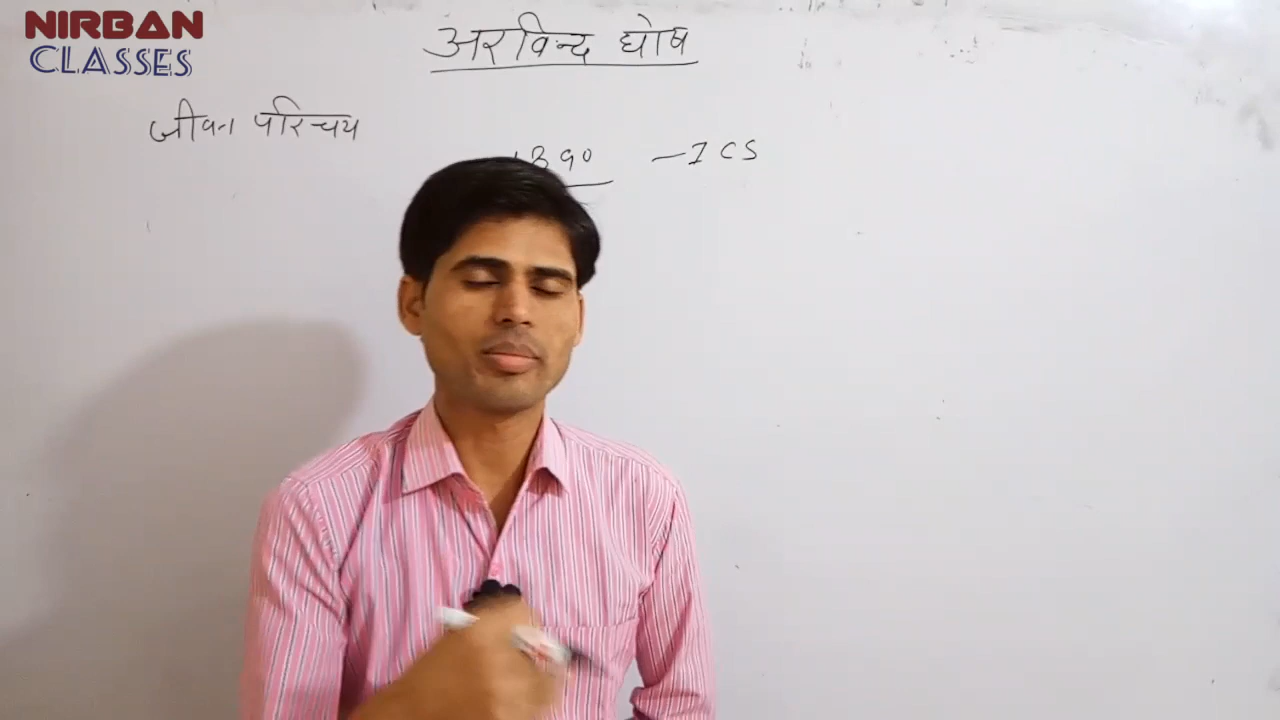 NIRBAN
CLASSES
अरविन्द घोष
जीवन परिचय
1890 — ICS